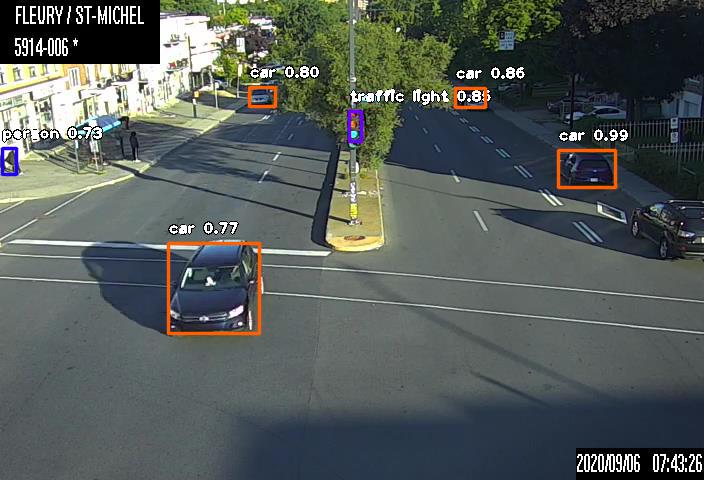 FLEURY / ST-MICHEL
5914-006 *
car 0.80
car 0.86
traffic light 0.85
person 0.73
car 0.99
car 0.77
2020/09/06 07:43:26